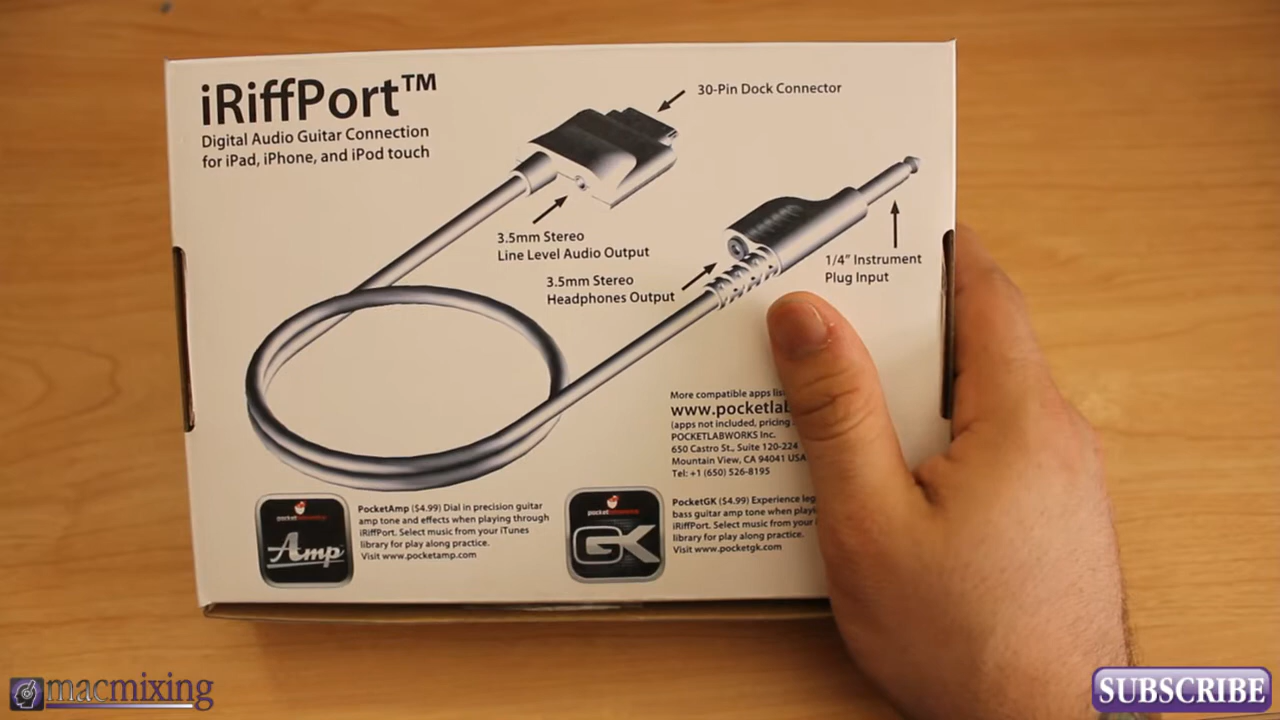 iRiffPort™
Digital Audio Guitar Connection
for iPad, iPhone, and iPod touch
30-Pin Dock Connector
3.5mm Stereo
Line Level Audio Output
3.5mm Stereo
Headphones Output
1/4" Instrument
Plug Input
More compatible apps
www.pocketlab
(apps not included, pricing
POCKETLABWORKS Inc.
650 Castro St., Suite 120-224
Mountain View, CA 94041 USA
Tel: +1 (650) 526-8195
Amp
PocketAmp ($4.99) Dial in precision guitar
amp tone and effects when playing through
iRiffPort. Select music from your iTunes
library for play along practice.
Visit www.pocketamp.com
GK
PocketGK ($4.99) Experience leg
bass guitar amp tone when
iRiffPort. Select music from your
library for play along practice.
Visit www.pocketgk.com
macmixing
SUBSCRIBE